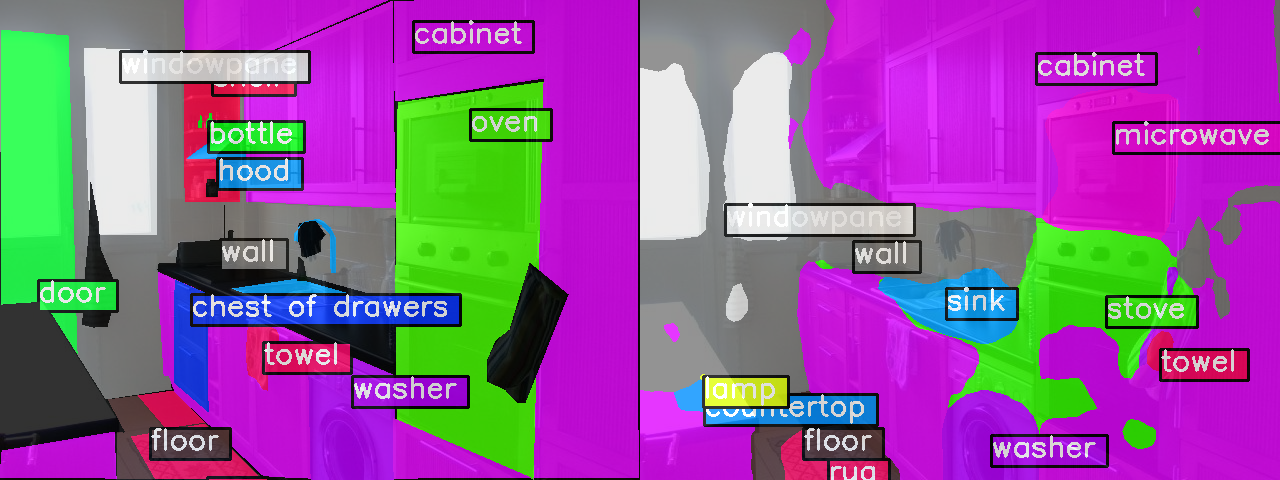 cabinet
windowpane
shelf
bottle
oven
hood
wall
door
chest of drawers
towel
washer
floor
cabinet
microwave
windowpane
wall
sink
stove
towel
lamp
countertop
floor
washer
rug